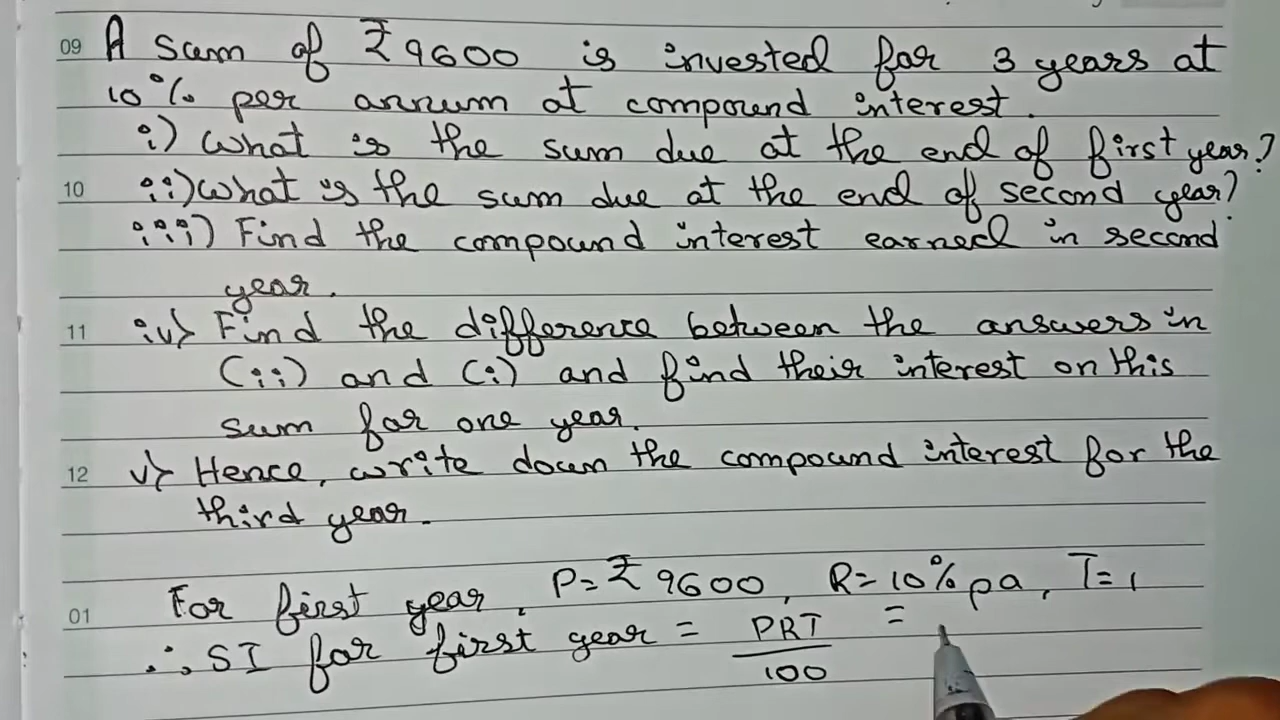 09 A sum of ₹9600 is invested for 3 years at
10% per annum at compound interest.
i) What is the sum due at the end of first year?
10 ii) What is the sum due at the end of second year?
iii) Find the compound interest earned in second
year.
11 iv) Find the difference between the answers in
(ii) and (i) and find their interest on this
sum for one year.
12 v) Hence, write down the compound interest for the
third year.
For first year, P=₹9600, R=10% pa, T=1
01 ∴ SI for first year = PRT/100 =